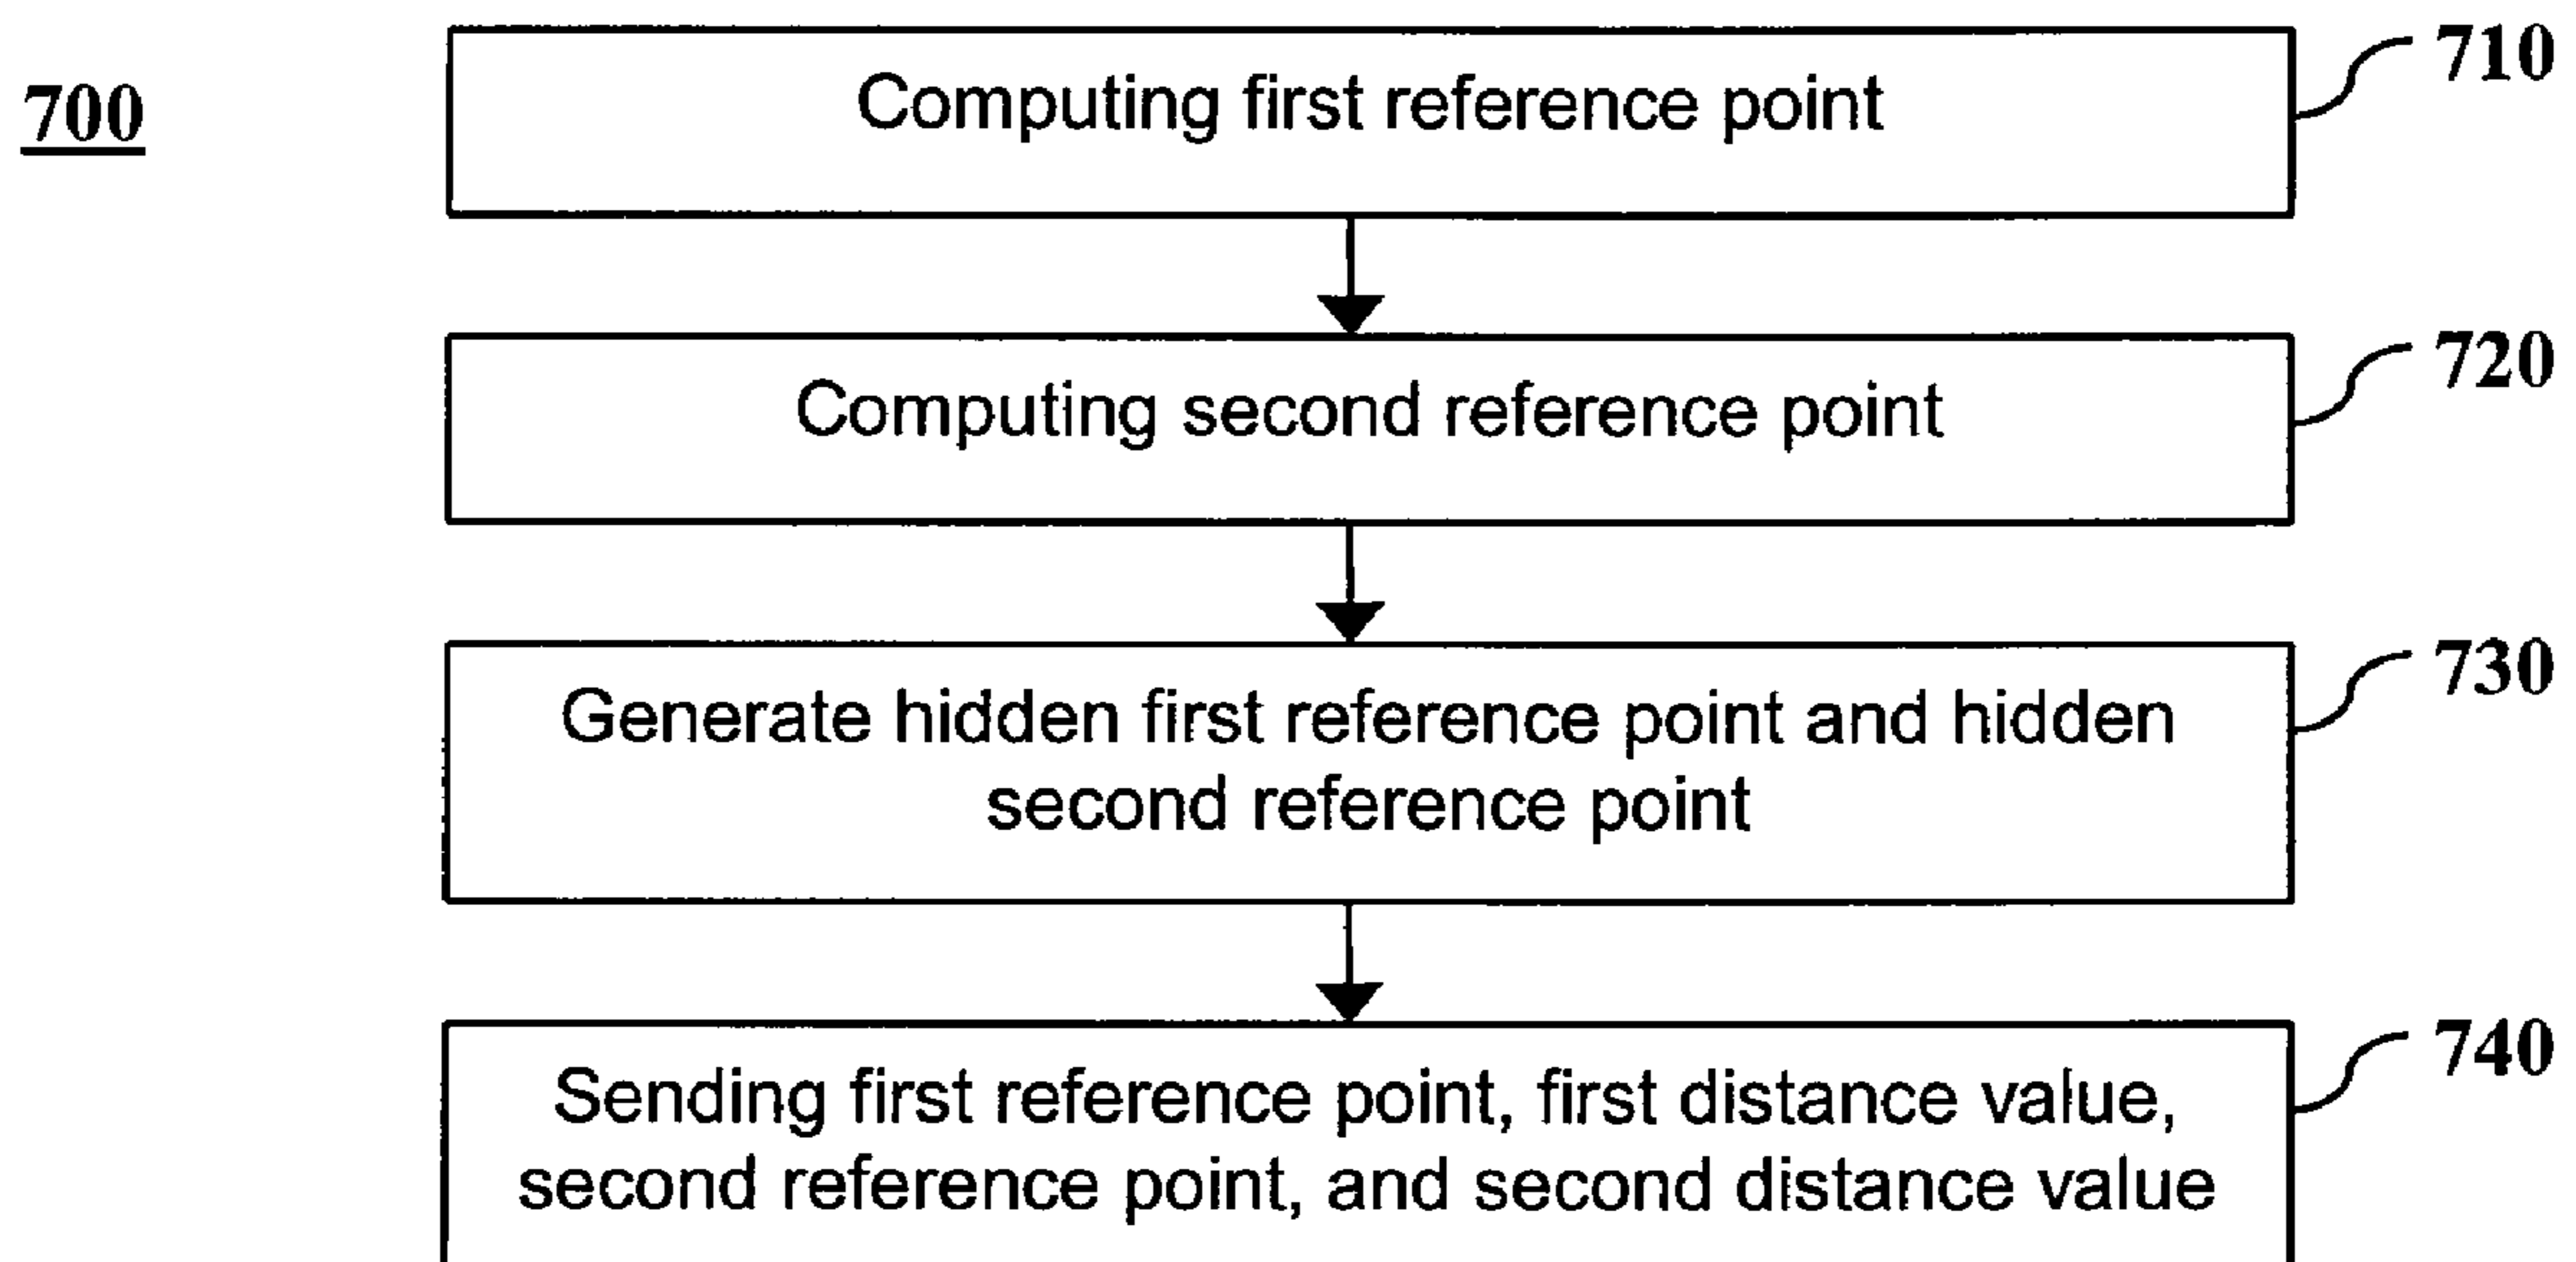 700
Computing first reference point
710
Computing second reference point
720
Generate hidden first reference point and hidden
second reference point
730
Sending first reference point, first distance value,
second reference point, and second distance value
740